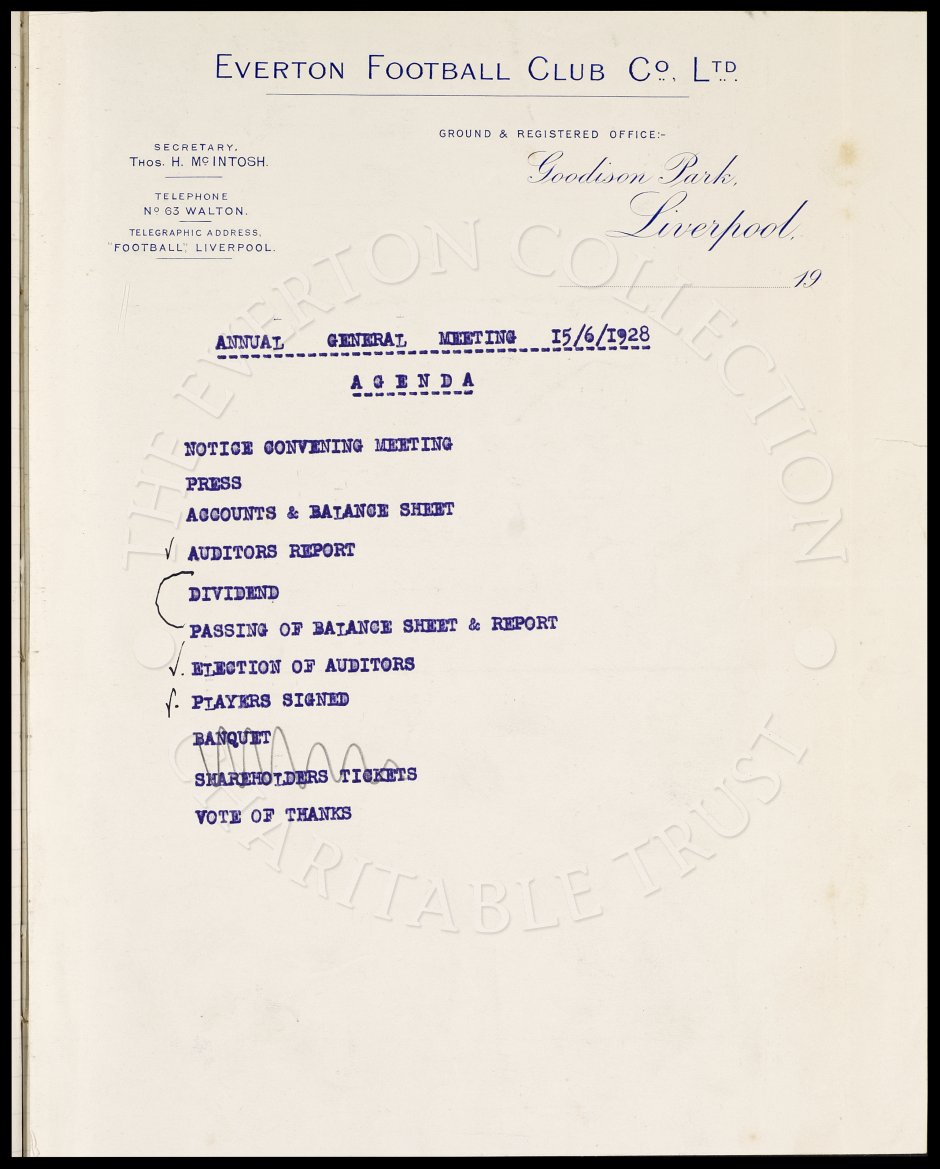 EVERTON FOOTBALL CLUB Cº. LTD.
GROUND & REGISTERED OFFICE:-
Goodison Park,
Liverpool,
19
SECRETARY,
THOS. H. McINTOSH.
TELEPHONE
Nº 63 WALTON.
TELEGRAPHIC ADDRESS,
"FOOTBALL", LIVERPOOL.
ANNUAL GENERAL MEETING 15/6/1928
A G E N D A
NOTICE CONVENING MEETING
PRESS
ACCOUNTS & BALANCE SHEET
AUDITORS REPORT
DIVIDEND
PASSING OF BALANCE SHEET & REPORT
ELECTION OF AUDITORS
PLAYERS SIGNED
BANQUET
SHAREHOLDERS TICKETS
VOTE OF THANKS
THE EVERTON COLLECTION
CHARITABLE TRUST